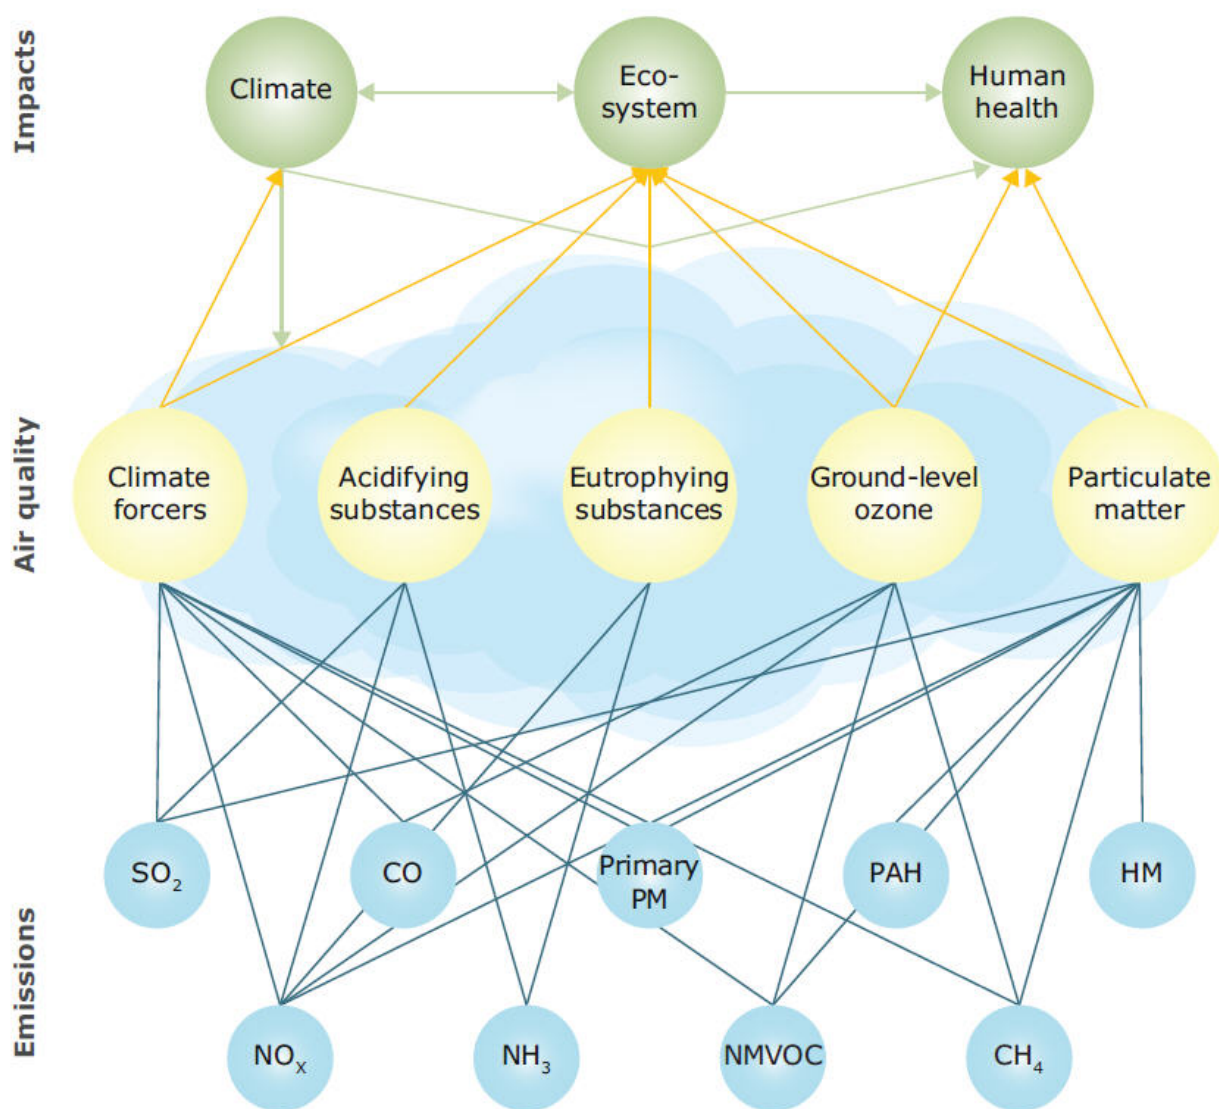 Impacts
Climate
Eco-
system
Human
health
Air quality
Climate
forcers
Acidifying
substances
Eutrophying
substances
Ground-level
ozone
Particulate
matter
Emissions
SO₂
CO
Primary
PM
PAH
HM
NOₓ
NH₃
NMVOC
CH₄